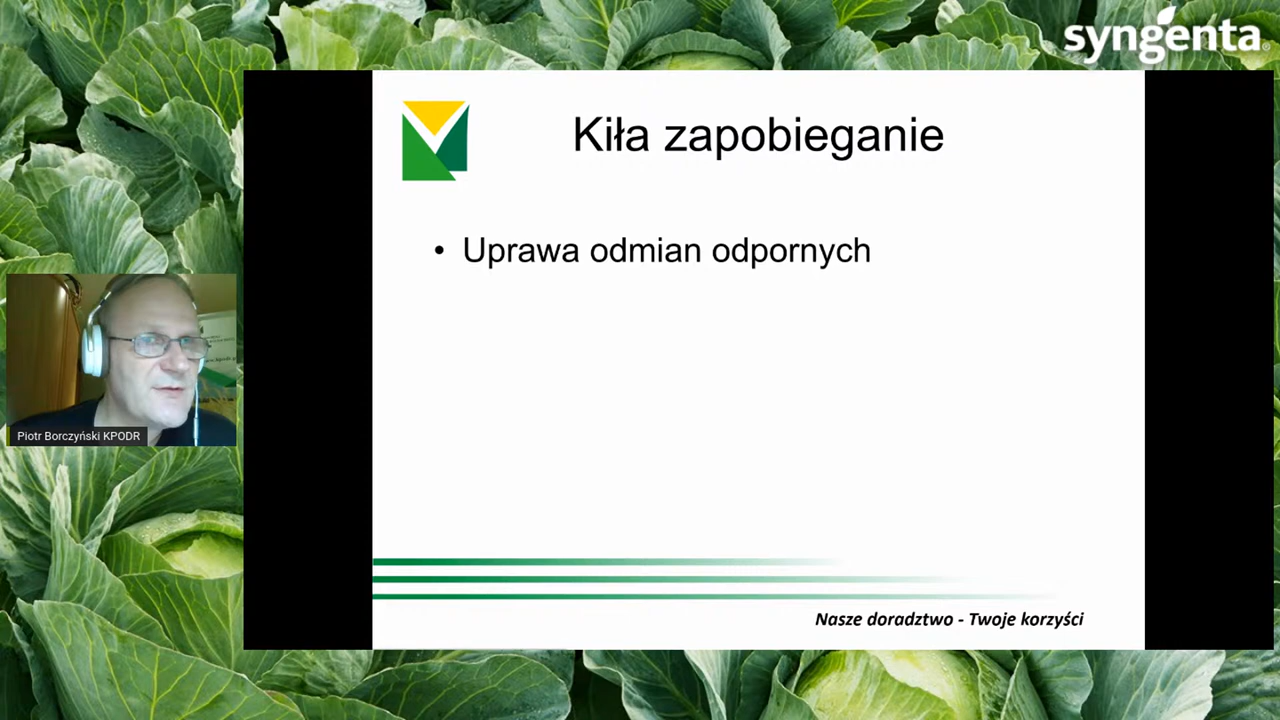 syngenta
Kiła zapobieganie
• Uprawa odmian odpornych
Piotr Borczyński KPODR
Nasze doradztwo - Twoje korzyści